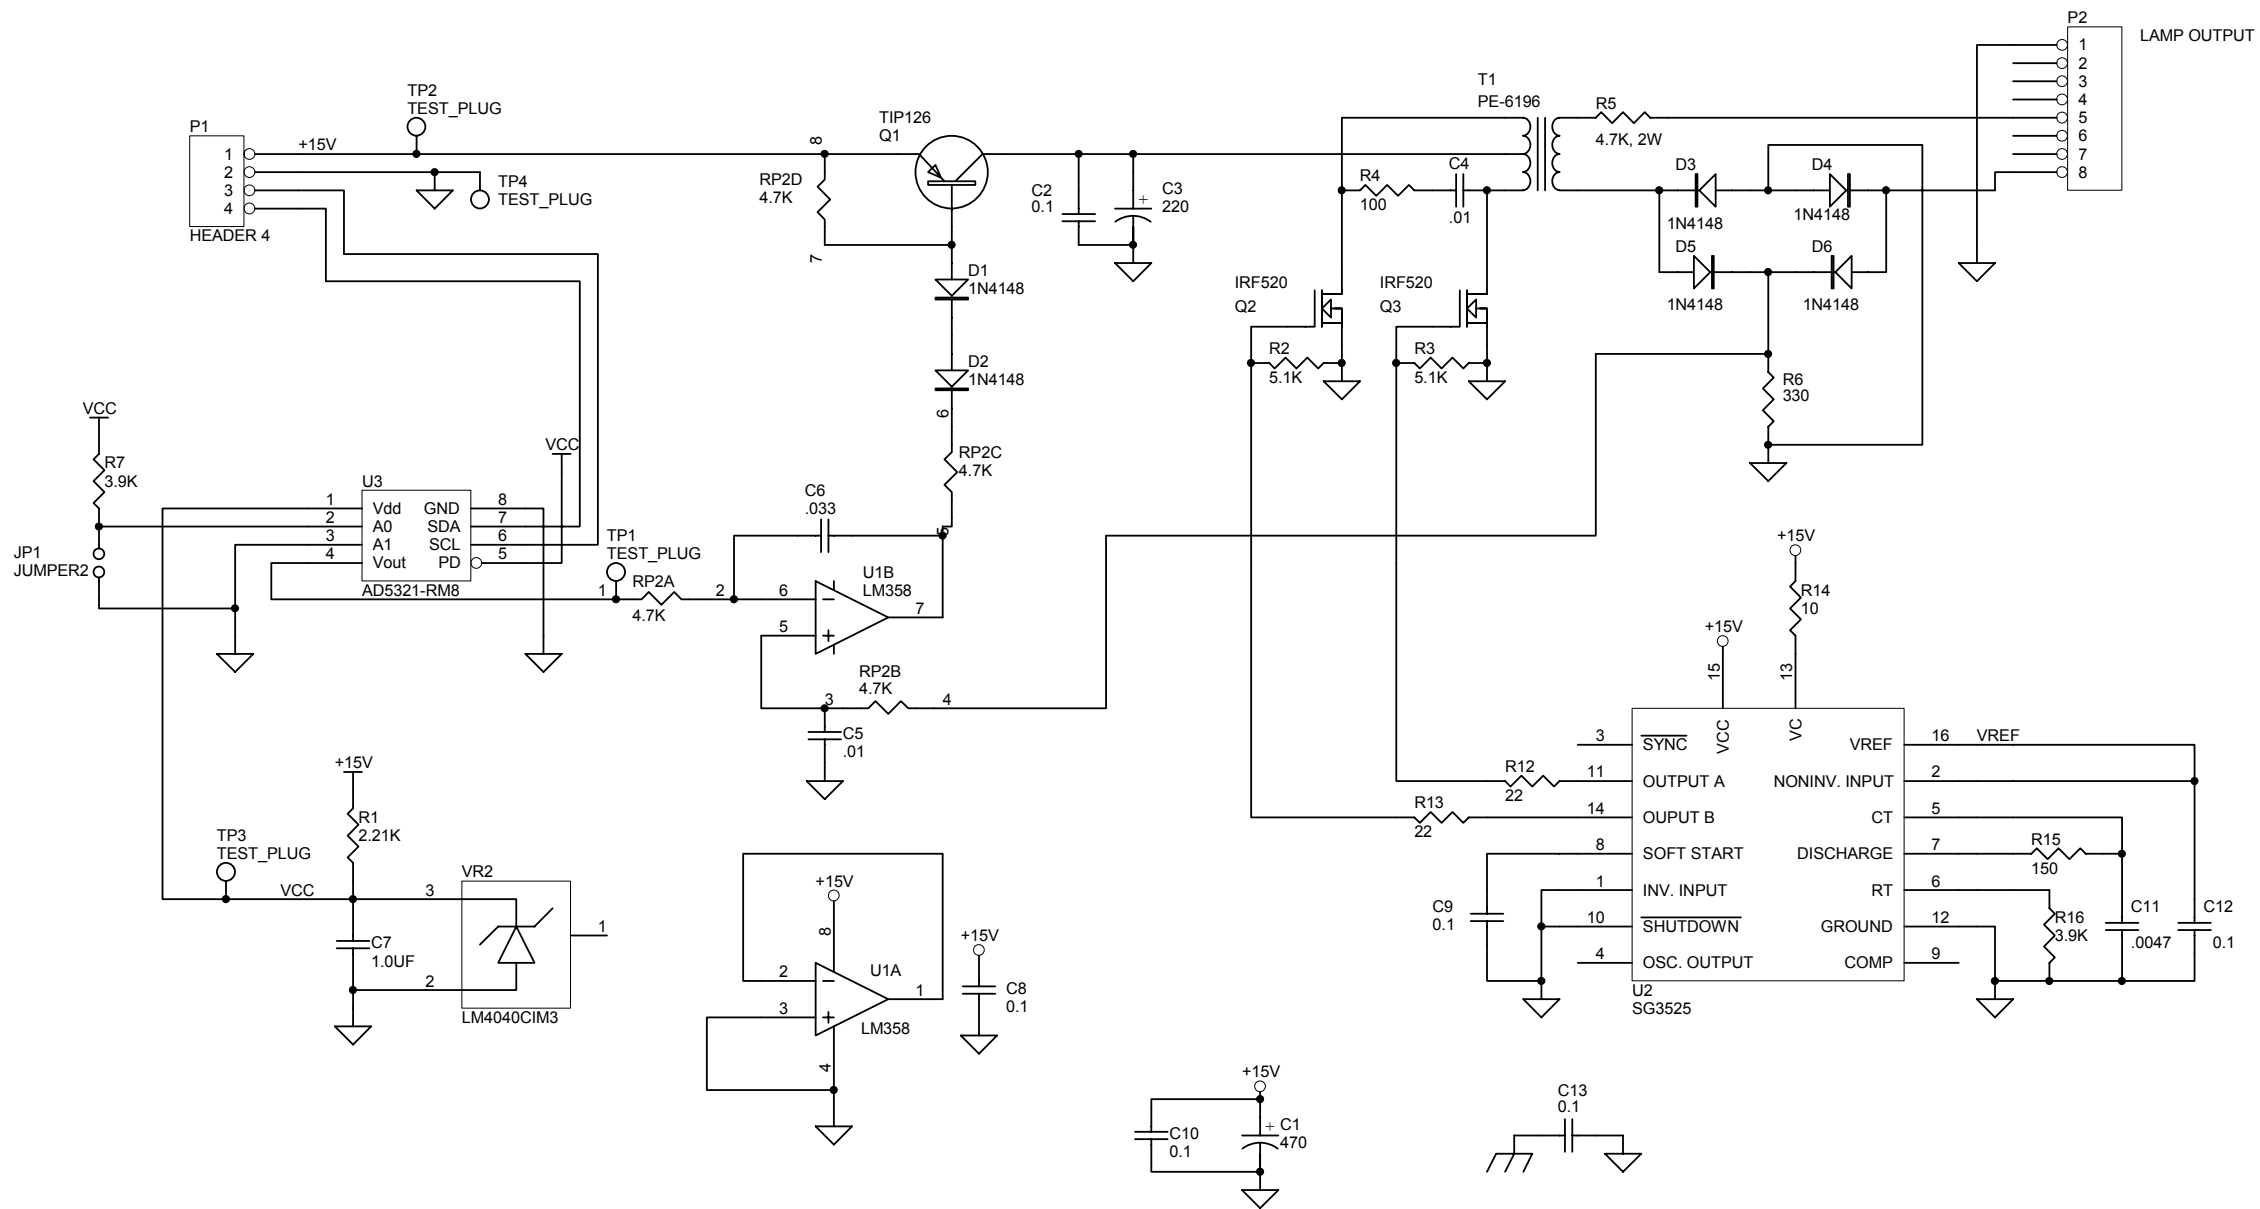 P2
LAMP OUTPUT
1
2
3
4
5
6
7
8
T1
PE-6196
R5
4.7K, 2W
TP2
TEST_PLUG
P1
+15V
1
2
3
4
HEADER 4
TP4
TEST_PLUG
8
RP2D
4.7K
7
TIP126
Q1
C2
0.1
+
C3
220
R4
100
C4
.01
D3
1N4148
D4
1N4148
D5
1N4148
D6
1N4148
D1
1N4148
D2
1N4148
6
RP2C
4.7K
5
IRF520
Q2
IRF520
Q3
R2
5.1K
R3
5.1K
R6
330
VCC
R7
3.9K
JP1
JUMPER2
VCC
U3
1
2
3
4
Vdd
A0
A1
Vout
GND
SDA
SCL
PD
8
7
6
5
AD5321-RM8
TP1
TEST_PLUG
1
RP2A
4.7K
2
C6
.033
U1B
LM358
6
5
7
RP2B
4.7K
3
4
C5
.01
+15V
R14
10
+15V
15
13
VCC
VC
3
SYNC
11
OUTPUT A
14
OUPUT B
8
SOFT START
1
INV. INPUT
10
SHUTDOWN
4
OSC. OUTPUT
VREF
16
VREF
NONINV. INPUT
2
CT
5
DISCHARGE
7
RT
6
GROUND
12
COMP
9
U2
SG3525
R12
22
R13
22
C9
0.1
R15
150
R16
3.9K
C11
.0047
C12
0.1
+15V
R1
2.21K
TP3
TEST_PLUG
VCC
3
VR2
1
C7
1.0UF
2
LM4040CIM3
+15V
8
2
3
U1A
1
LM358
4
+15V
C8
0.1
+15V
C10
0.1
+
C1
470
C13
0.1